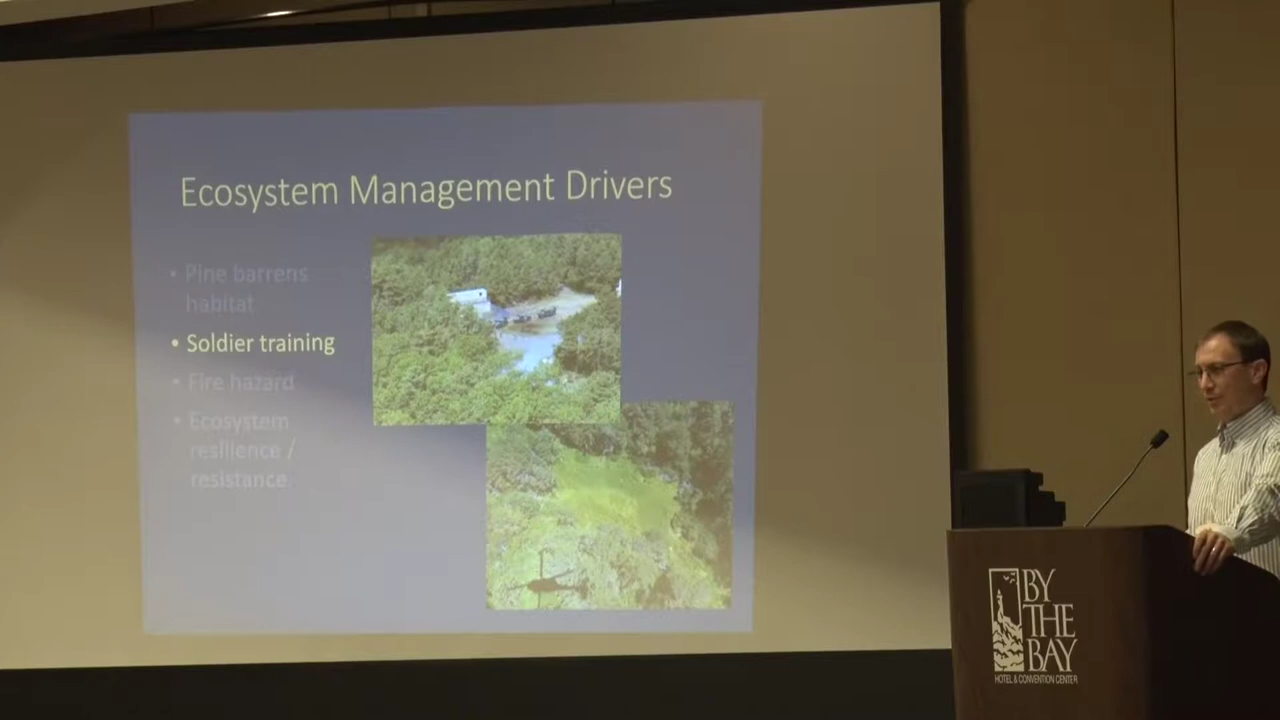 Ecosystem Management Drivers
• Pine barrens
habitat
• Soldier training
• Fire hazard
• Ecosystem
resilience /
resistance
BY
THE
BAY
HOTEL & CONVENTION CENTER